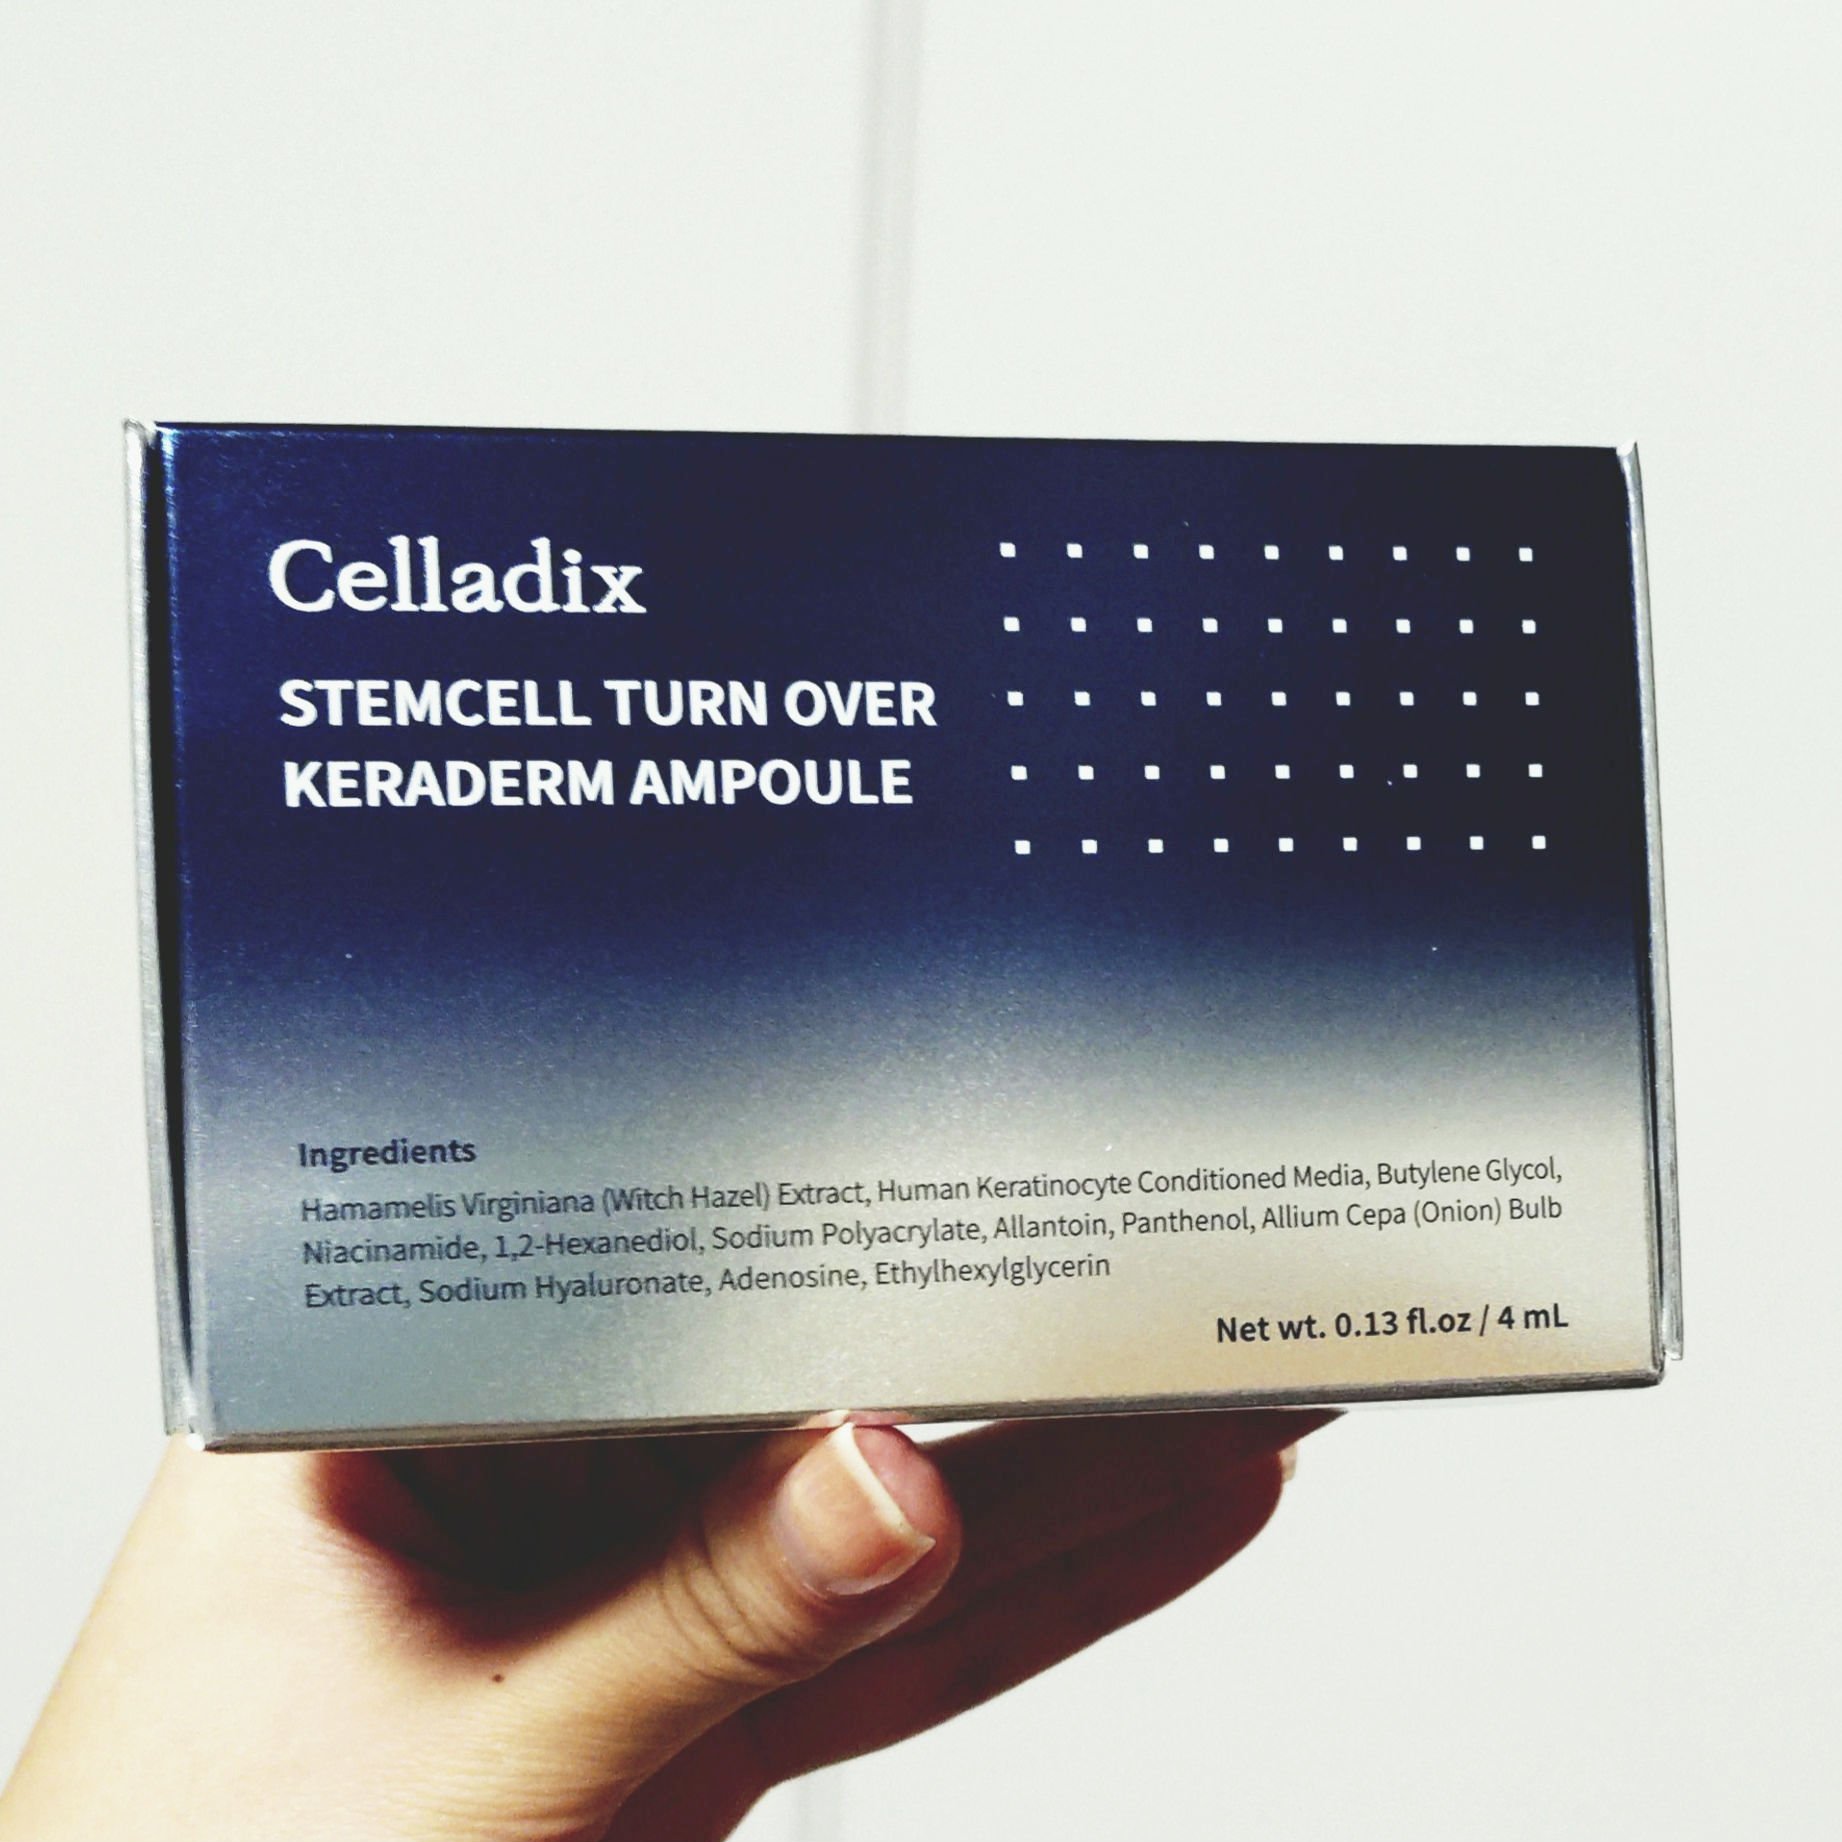 Celladix
STEMCELL TURN OVER
KERADERM AMPOULE
Ingredients
Hamamelis Virginiana (Witch Hazel) Extract, Human Keratinocyte Conditioned Media, Butylene Glycol,
Niacinamide, 1,2-Hexanediol, Sodium Polyacrylate, Allantoin, Panthenol, Allium Cepa (Onion) Bulb
Extract, Sodium Hyaluronate, Adenosine, Ethylhexylglycerin
Net wt. 0.13 fl.oz / 4 mL